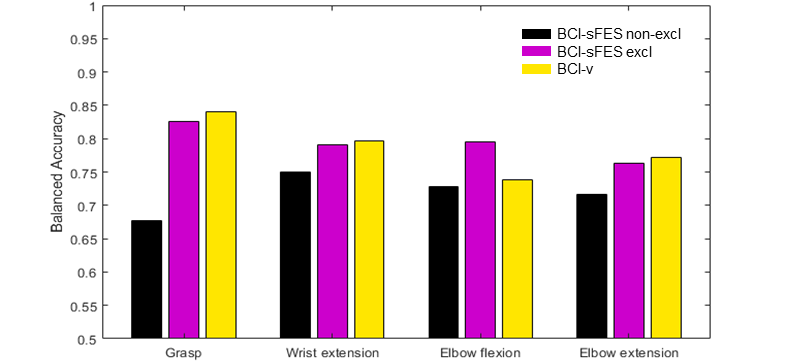 Balanced Accuracy
1
0.95
0.9
0.85
0.8
0.75
0.7
0.65
0.6
0.55
0.5
BCI-sFES non-excl
BCI-sFES excl
BCI-v
Grasp
Wrist extension
Elbow flexion
Elbow extension